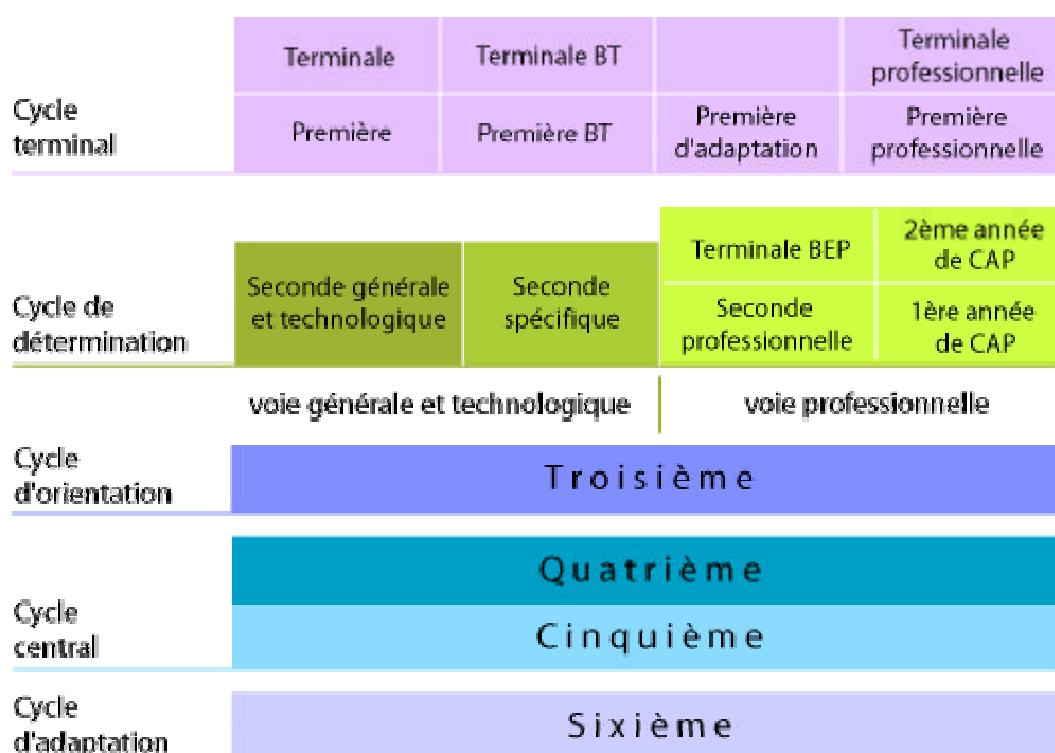 Cycle
terminal
Terminale
Terminale BT
Terminale
professionnelle
Première
Première BT
Première
d'adaptation
Première
professionnelle
Cycle de
détermination
Seconde générale
et technologique
Seconde
spécifique
Terminale BEP
2ème année
de CAP
Seconde
professionnelle
1ère année
de CAP
voie générale et technologique
voie professionnelle
Cycle
d'orientation
Troisième
Cycle
central
Quatrième
Cinquième
Cycle
d'adaptation
Sixième